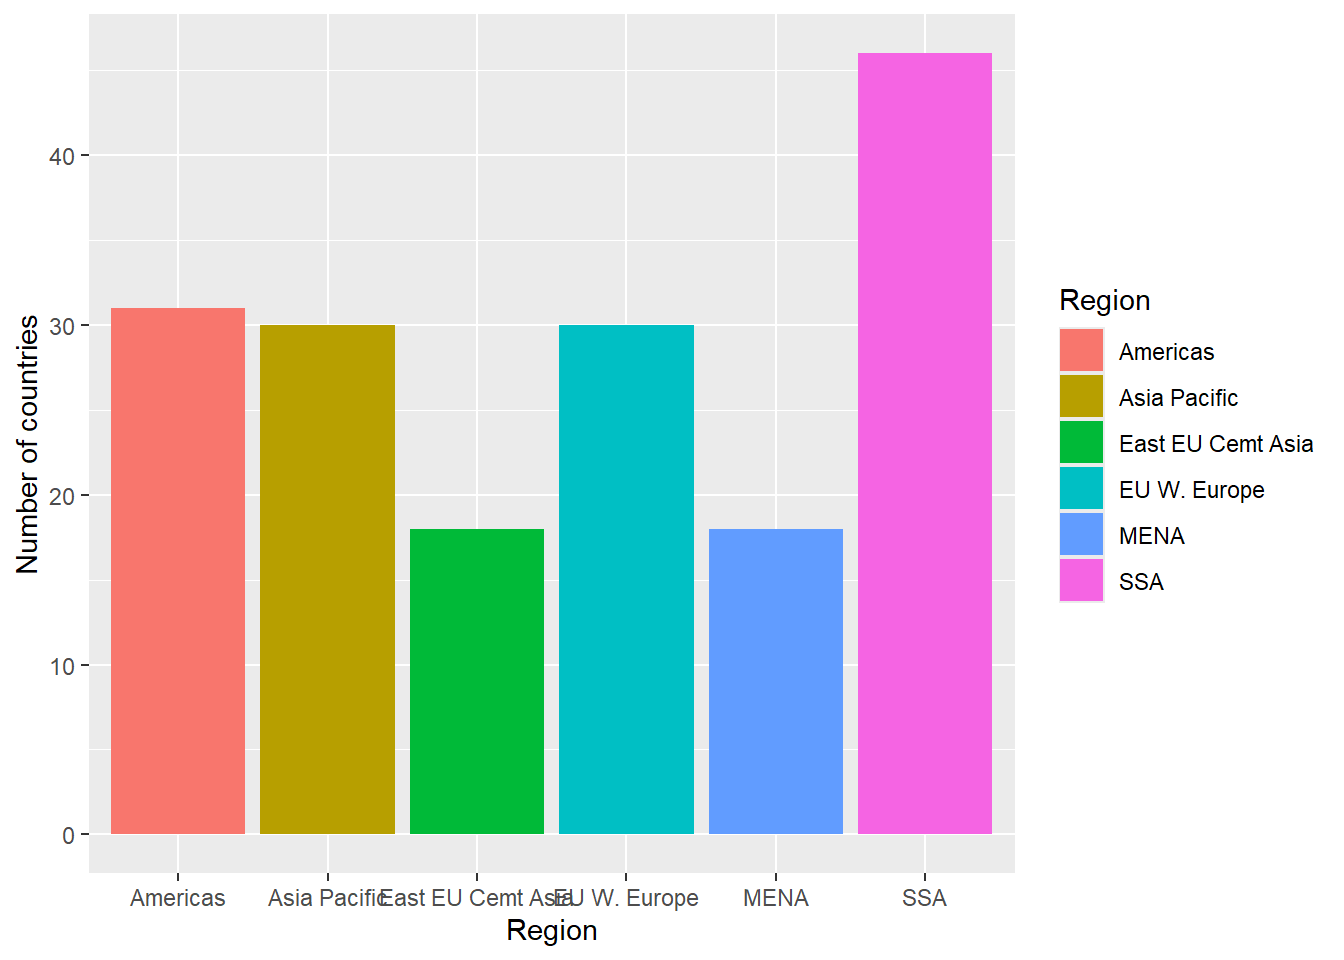 Number of countries
40
30
20
10
0
Americas Asia Pacific East EU Cemt Asia EU W. Europe MENA SSA
Region
Region
Americas
Asia Pacific
East EU Cemt Asia
EU W. Europe
MENA
SSA